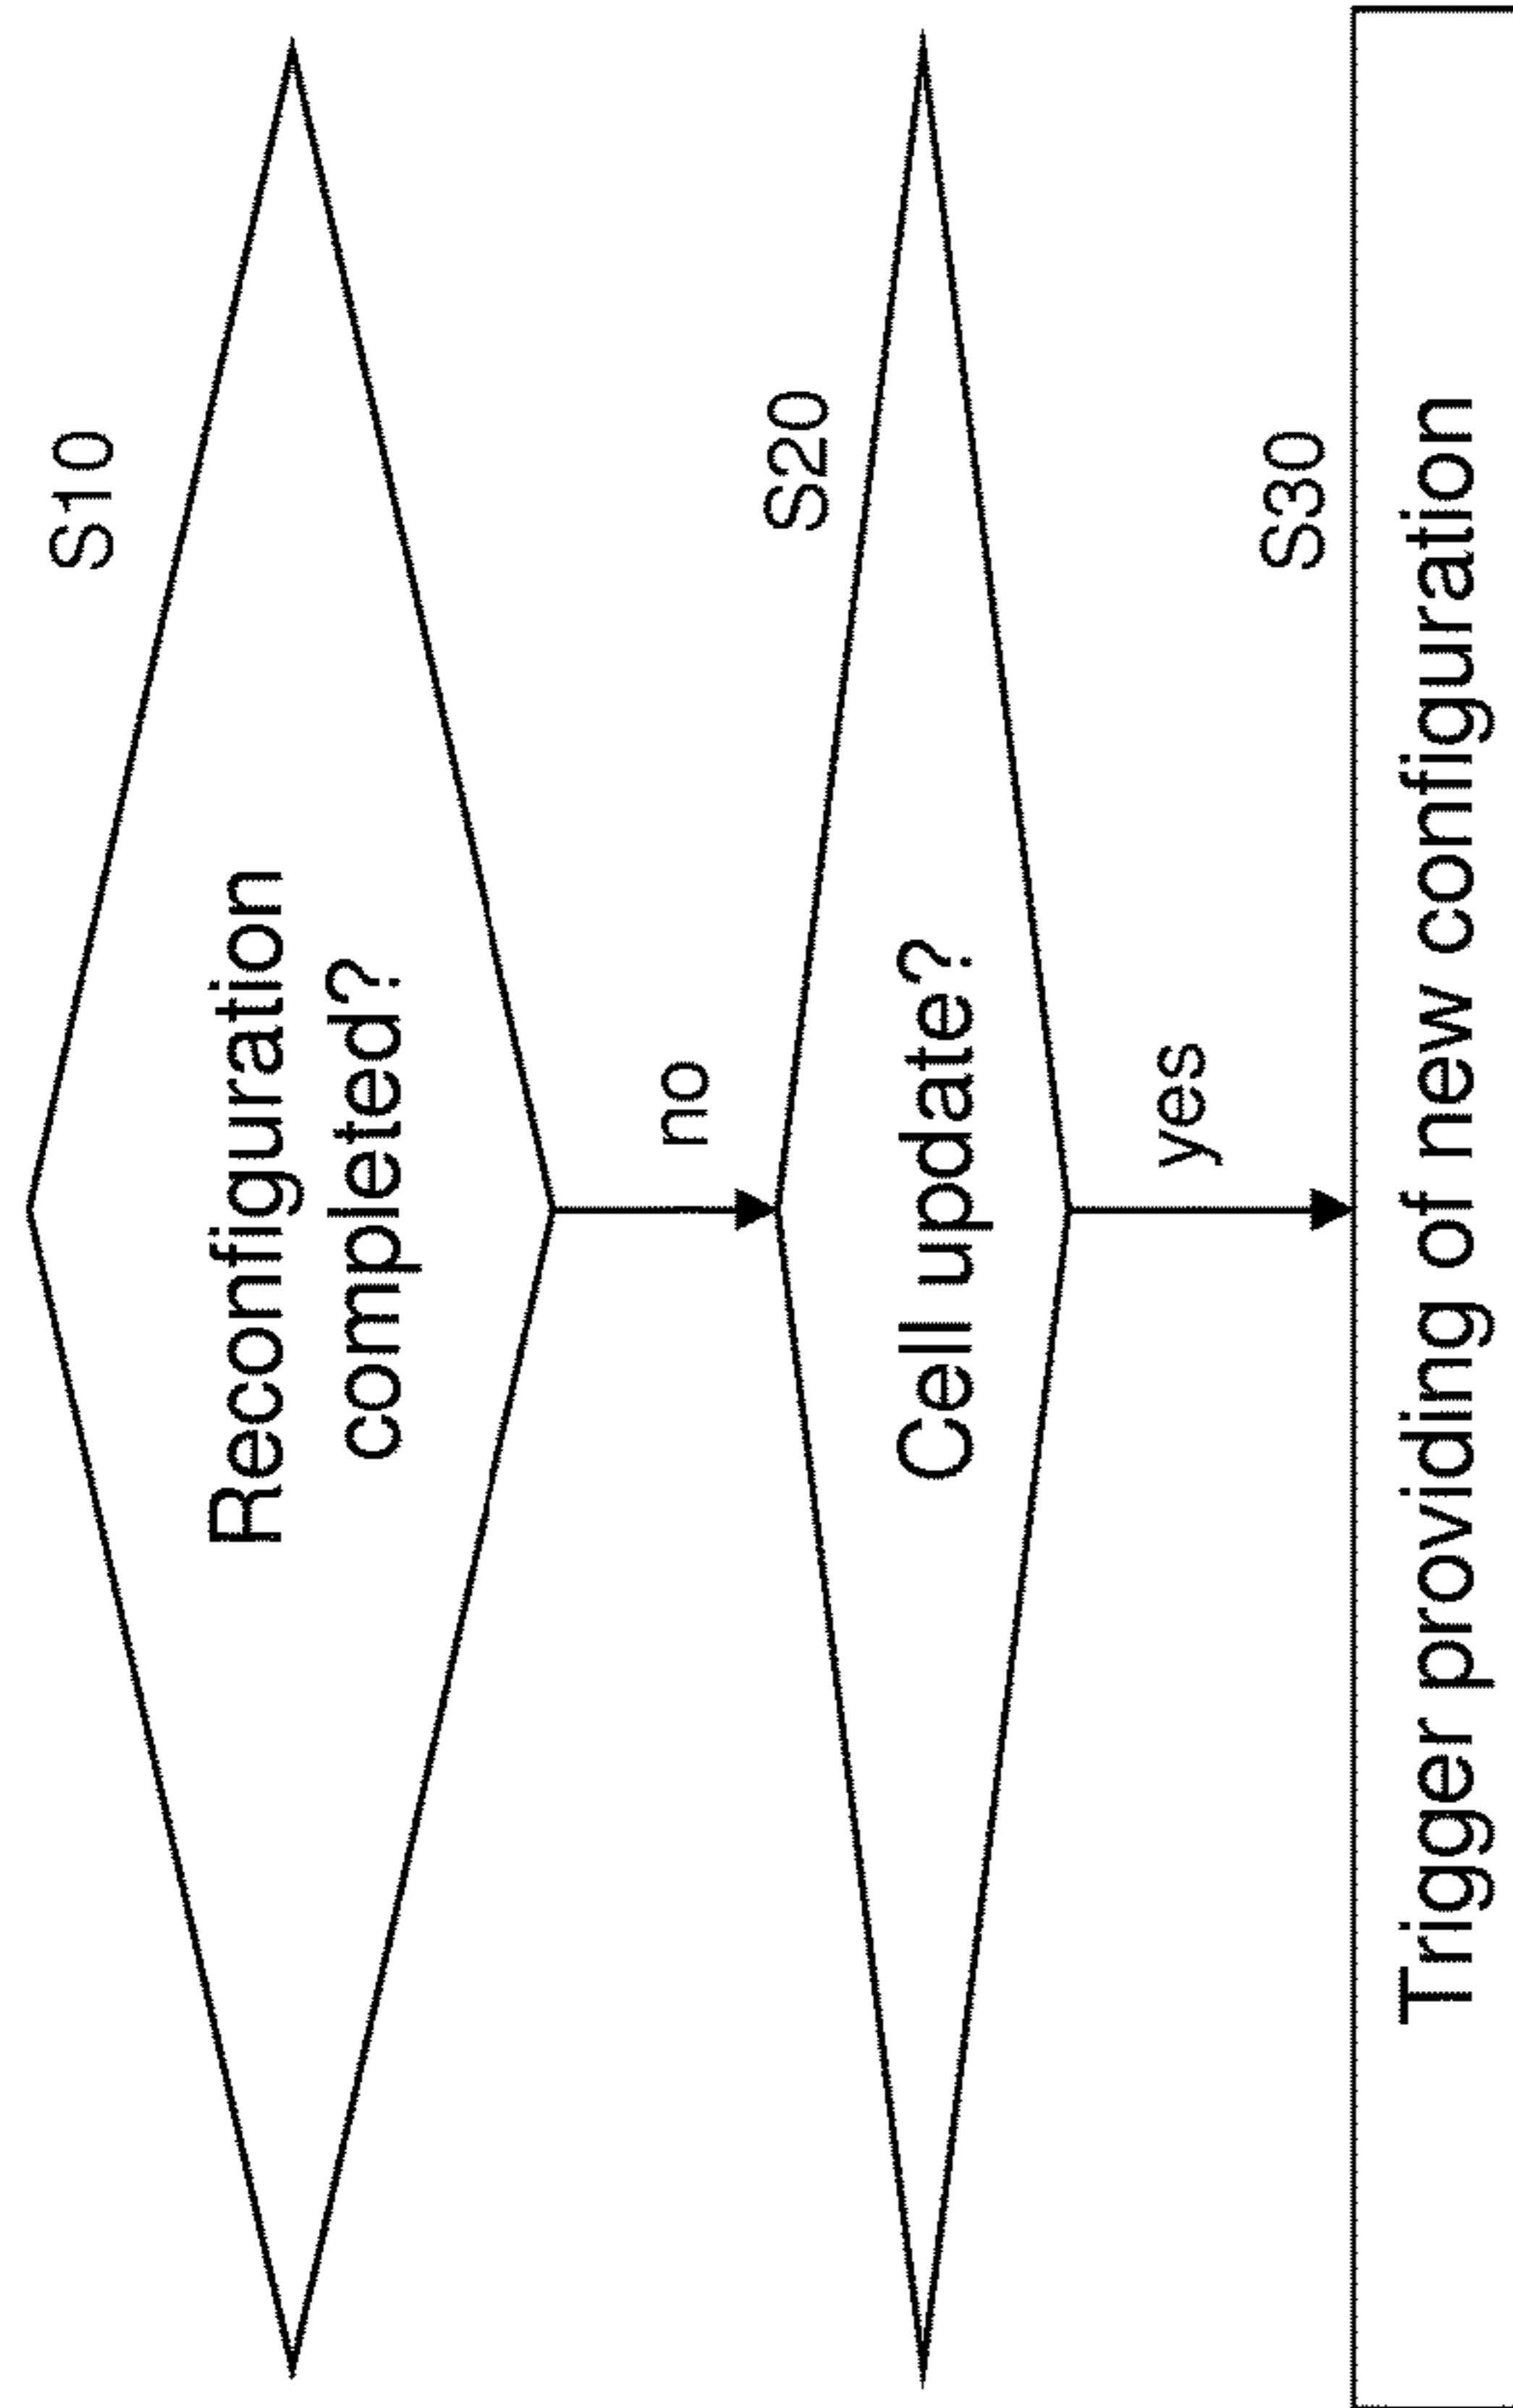 S10
Reconfiguration
completed?
no
S20
Cell update?
yes
S30
Trigger providing of new configuration